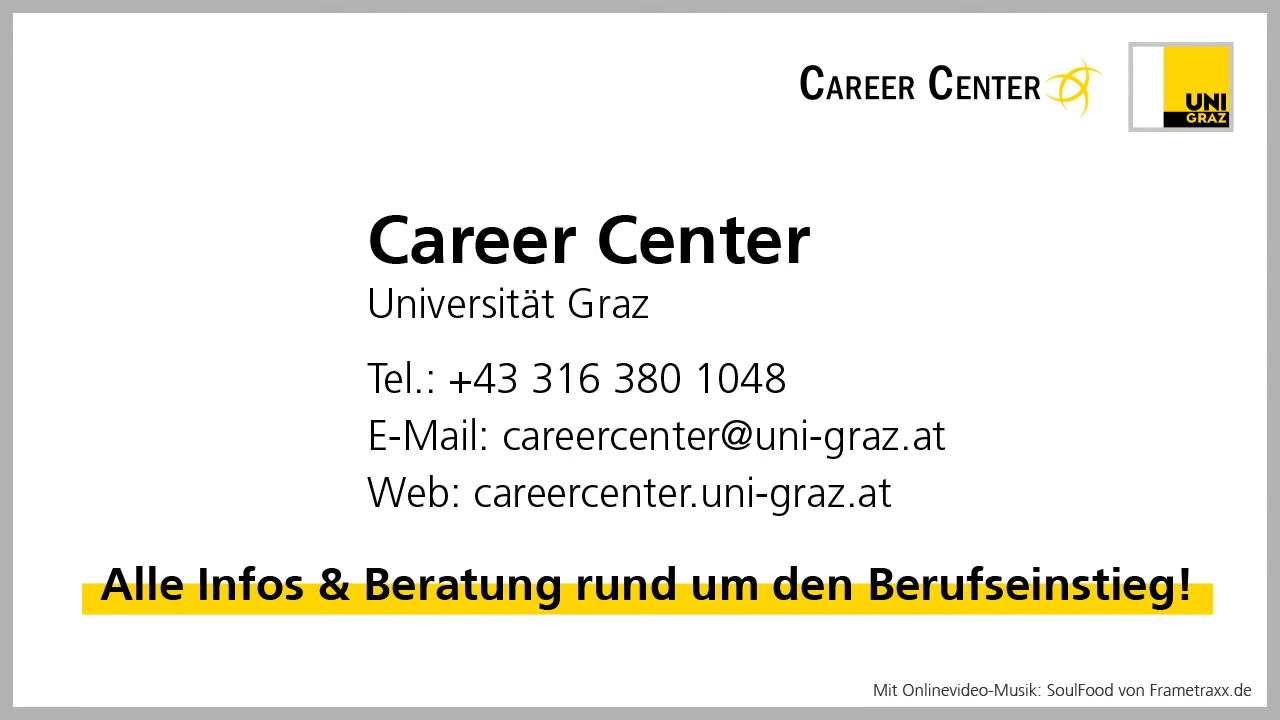 CAREER CENTER
UNI
GRAZ
Career Center
Universität Graz
Tel.: +43 316 380 1048
E-Mail: careercenter@uni-graz.at
Web: careercenter.uni-graz.at
Alle Infos & Beratung rund um den Berufseinstieg!
Mit Onlinevideo-Musik: SoulFood von Frametraxx.de